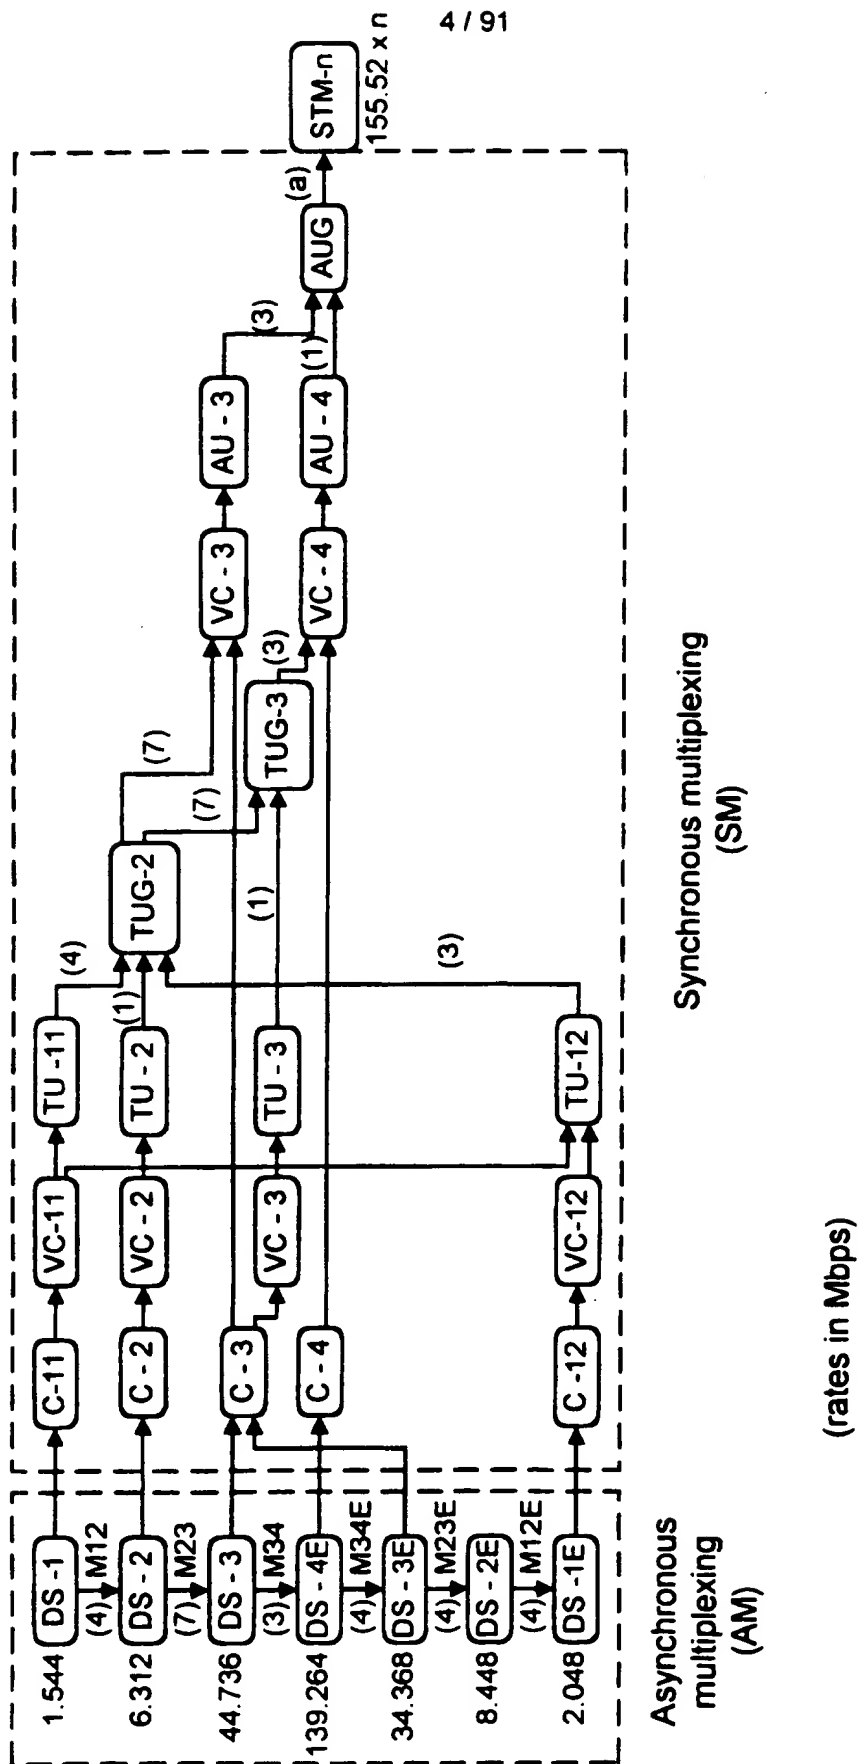 4 / 91
STM-n
155.52 x n
(a)
AUG
(3)
(1)
AU - 3
AU - 4
VC - 3
VC - 4
(3)
TUG-3
(7)
(7)
(1)
TUG-2
(4)
(1)
(3)
TU -11
TU - 2
TU - 3
TU-12
VC-11
VC - 2
VC - 3
VC-12
C-11
C - 2
C - 3
C - 4
C -12
1.544
DS -1
(4)
M12
6.312
DS - 2
(7)
M23
44.736
DS - 3
(3)
M34
139.264
DS - 4E
(4)
M34E
34.368
DS - 3E
(4)
M23E
8.448
DS - 2E
(4)
M12E
2.048
DS -1E
Asynchronous
multiplexing
(AM)
Synchronous multiplexing
(SM)
(rates in Mbps)